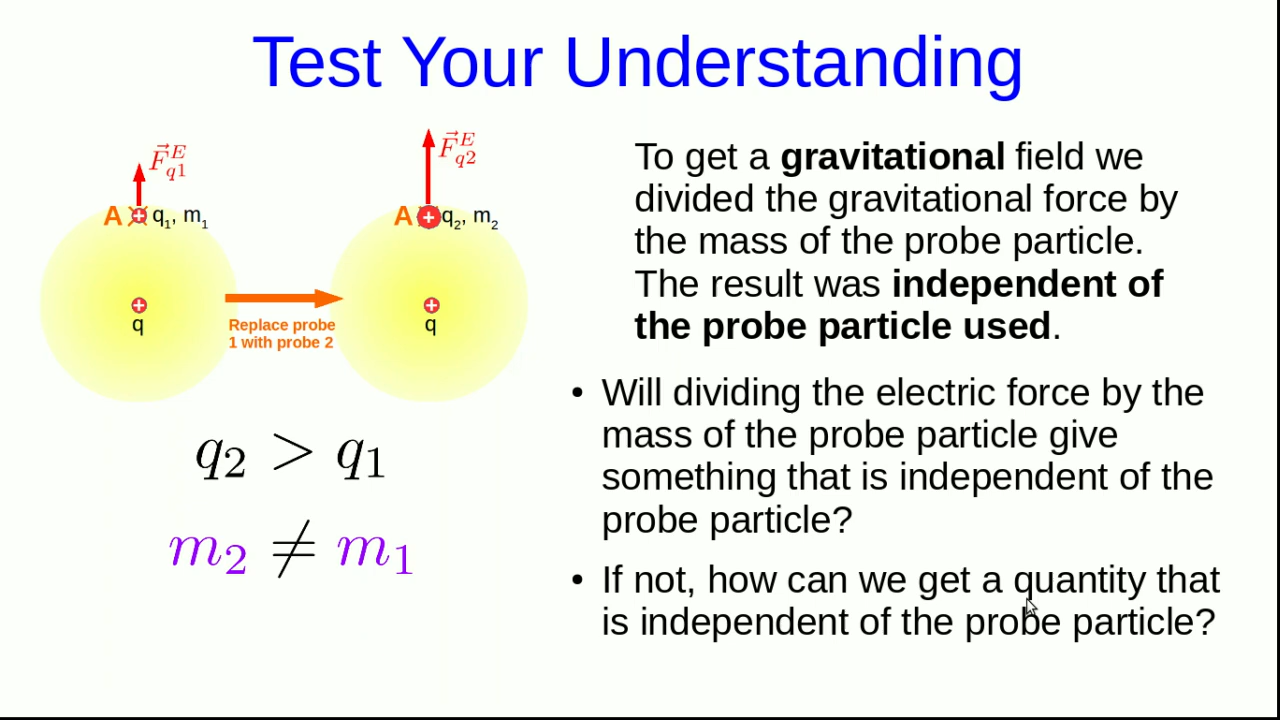 Test Your Understanding
F⃗ᴱq1
F⃗ᴱq2
A q₁, m₁
A q₂, m₂
q
q
Replace probe
1 with probe 2
q₂ > q₁
m₂ ≠ m₁
To get a gravitational field we
divided the gravitational force by
the mass of the probe particle.
The result was independent of
the probe particle used.
• Will dividing the electric force by the
mass of the probe particle give
something that is independent of the
probe particle?
• If not, how can we get a quantity that
is independent of the probe particle?